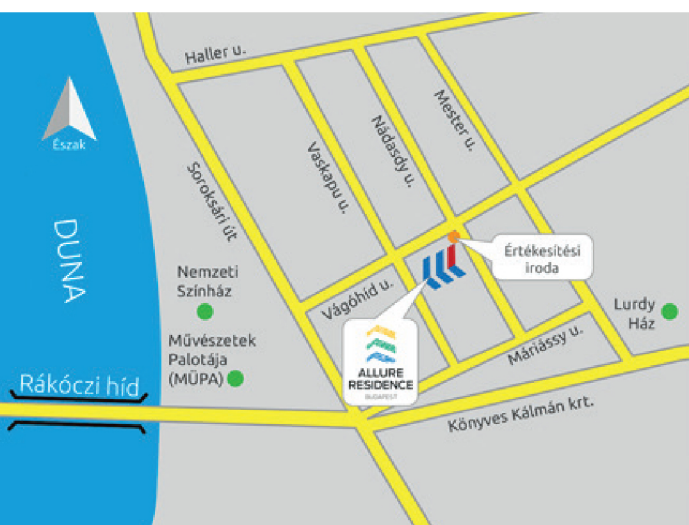 Haller u.
Észak
DUNA
Soroksári út
Vaskapu u.
Nádasdy u.
Mester u.
Értékesítési
iroda
Nemzeti
Színház
Vágóhíd u.
Lurdy
Ház
Művészetek
Palotája
(MŰPA)
ALLURE
RESIDENCE
BUDAPEST
Máriássy u.
Rákóczi híd
Könyves Kálmán krt.